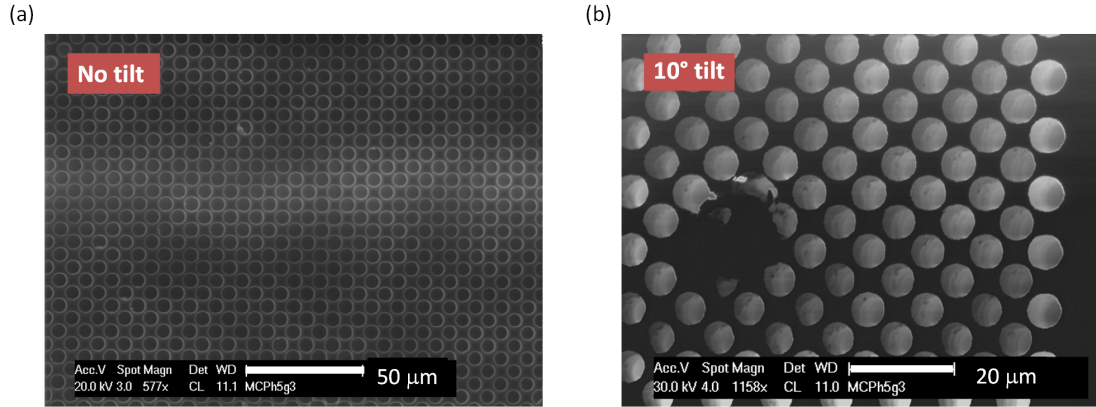 (a)
(b)
No tilt
10° tilt
Acc.V Spot Magn Det WD
20.0 kV 3.0 577x CL 11.1 MCPh5g3
50 μm
Acc.V Spot Magn Det WD
30.0 kV 4.0 1158x CL 11.0 MCPh5g3
20 μm